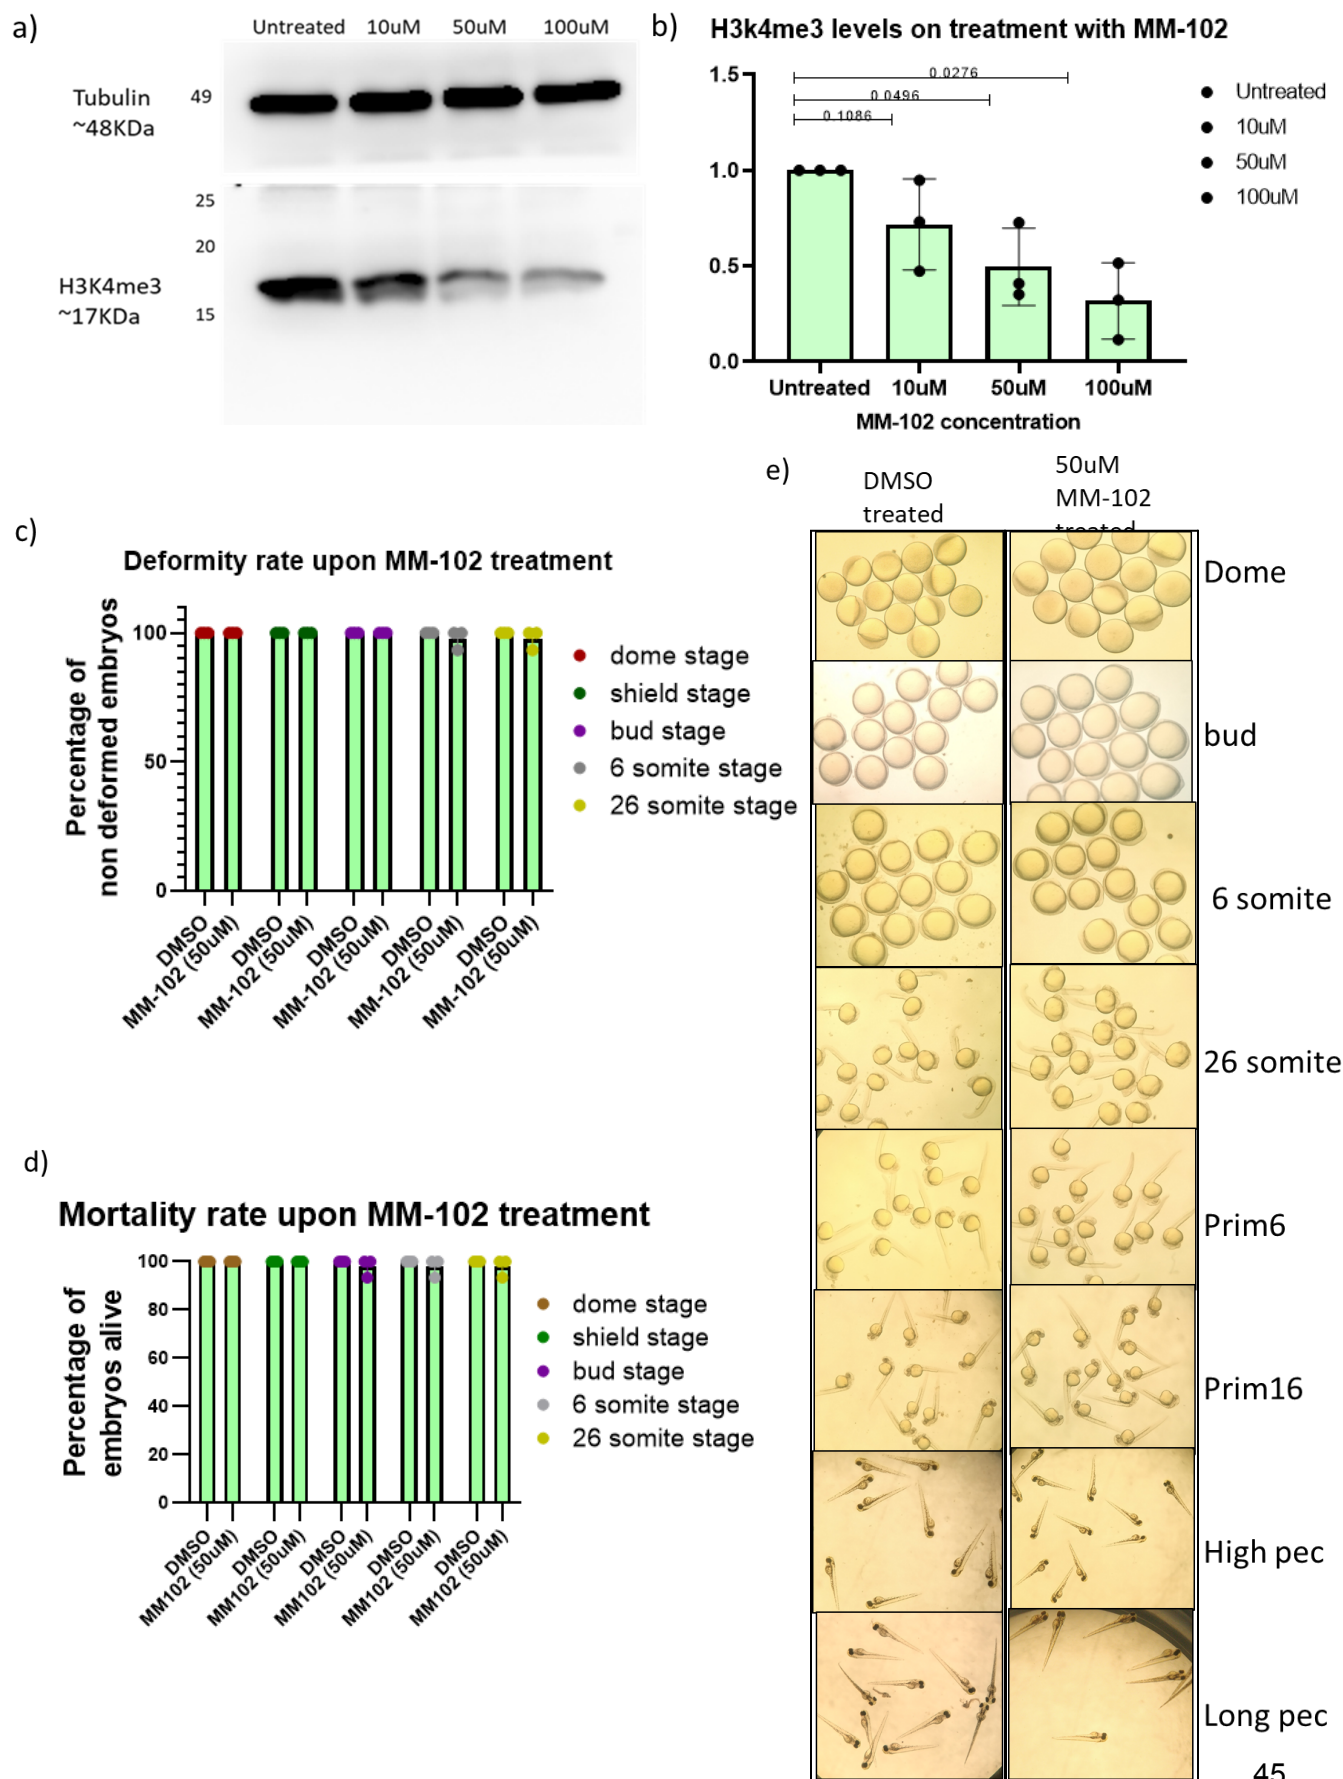 a)
Untreated 10uM 50uM 100uM
Tubulin
~48KDa
49
25
20
H3K4me3
~17KDa
15
b)
H3k4me3 levels on treatment with MM-102
0.0276
0.0496
0.1086
1.5
1.0
0.5
0.0
Untreated 10uM 50uM 100uM
MM-102 concentration
Untreated
10uM
50uM
100uM
c)
Deformity rate upon MM-102 treatment
Percentage of
non deformed embryos
100
50
0
DMSO
MM-102 (50uM)
DMSO
MM-102 (50uM)
DMSO
MM-102 (50uM)
DMSO
MM-102 (50uM)
DMSO
MM-102 (50uM)
dome stage
shield stage
bud stage
6 somite stage
26 somite stage
d)
Mortality rate upon MM-102 treatment
Percentage of
embryos alive
100
80
60
40
20
0
DMSO
MM102 (50uM)
DMSO
MM102 (50uM)
DMSO
MM102 (50uM)
DMSO
MM102 (50uM)
DMSO
MM102 (50uM)
dome stage
shield stage
bud stage
6 somite stage
26 somite stage
e)
DMSO
treated
50uM
MM-102
treated
Dome
bud
6 somite
26 somite
Prim6
Prim16
High pec
Long pec
45